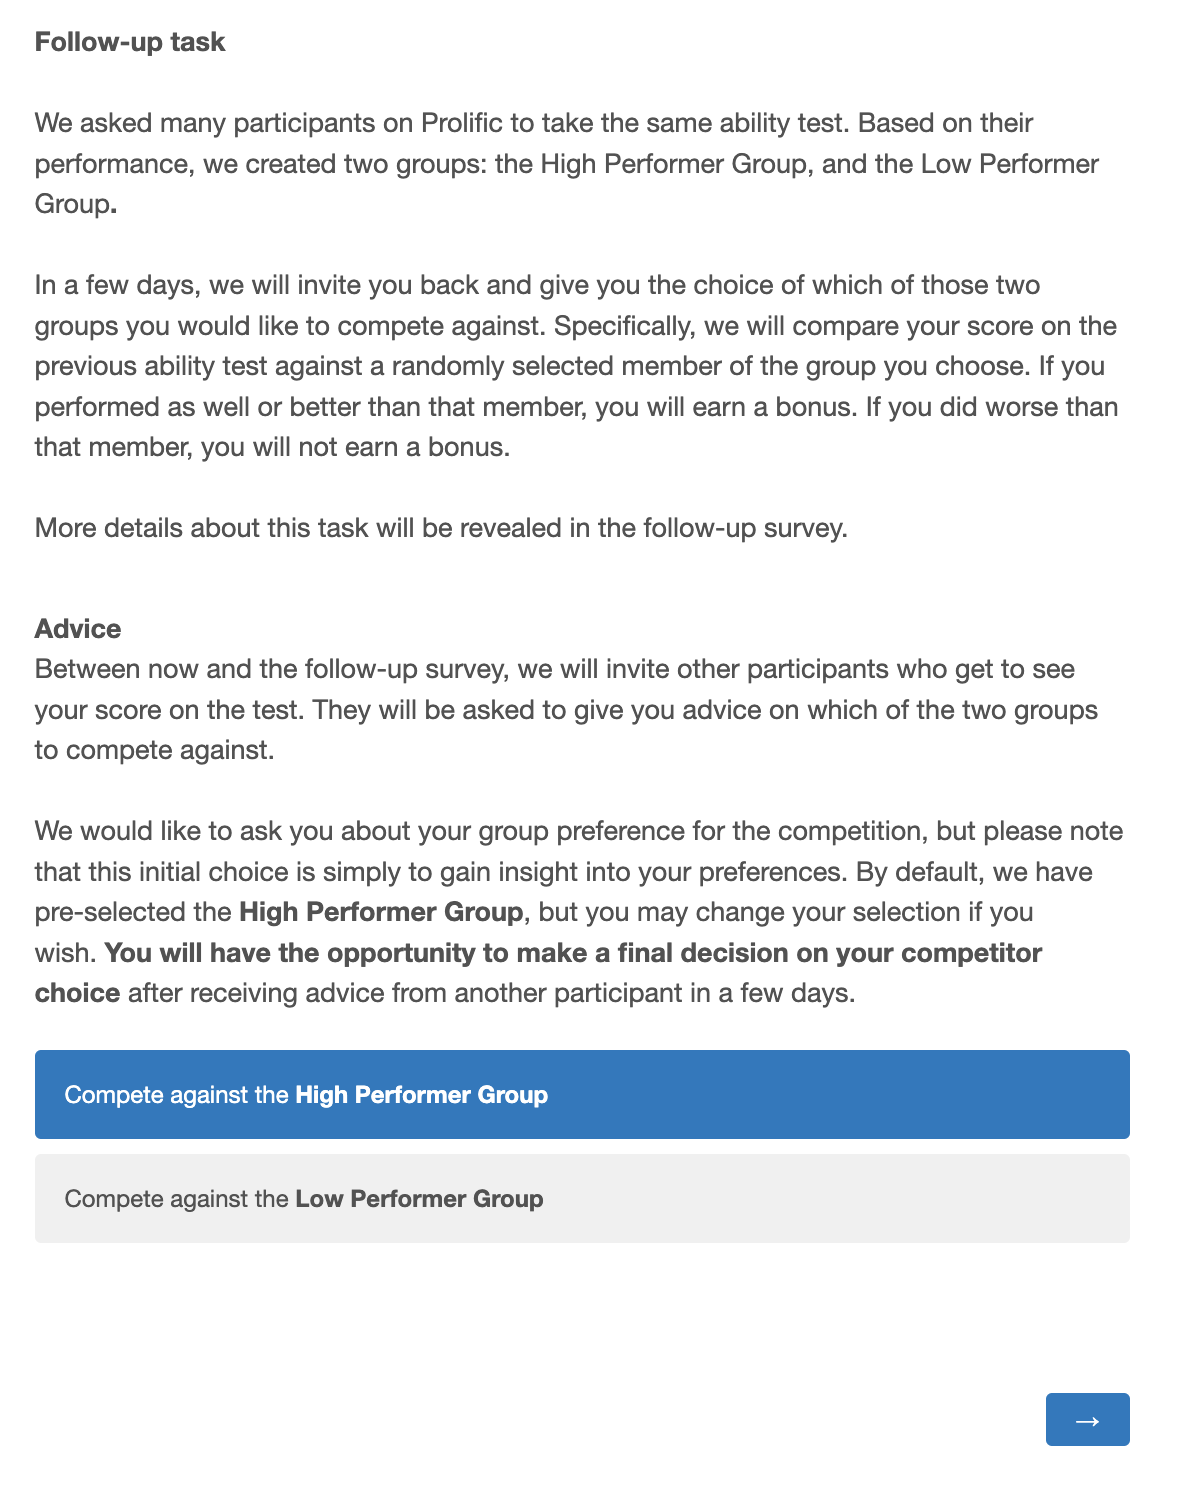 Follow-up task
We asked many participants on Prolific to take the same ability test. Based on their
performance, we created two groups: the High Performer Group, and the Low Performer
Group.
In a few days, we will invite you back and give you the choice of which of those two
groups you would like to compete against. Specifically, we will compare your score on the
previous ability test against a randomly selected member of the group you choose. If you
performed as well or better than that member, you will earn a bonus. If you did worse than
that member, you will not earn a bonus.
More details about this task will be revealed in the follow-up survey.
Advice
Between now and the follow-up survey, we will invite other participants who get to see
your score on the test. They will be asked to give you advice on which of the two groups
to compete against.
We would like to ask you about your group preference for the competition, but please note
that this initial choice is simply to gain insight into your preferences. By default, we have
pre-selected the High Performer Group, but you may change your selection if you
wish. You will have the opportunity to make a final decision on your competitor
choice after receiving advice from another participant in a few days.
Compete against the High Performer Group
Compete against the Low Performer Group
→